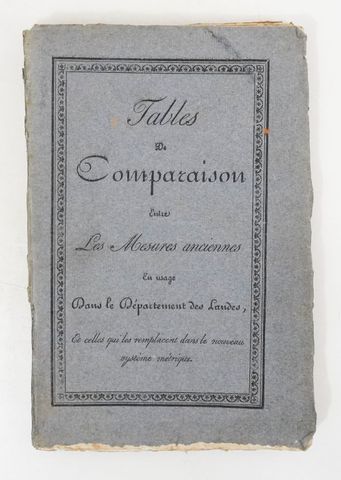 Tables
De
Comparaison
Entre
Les Mesures anciennes
En usage
Dans le Département des Landes,
Et celles qui les remplacent dans le nouveau
système métrique.